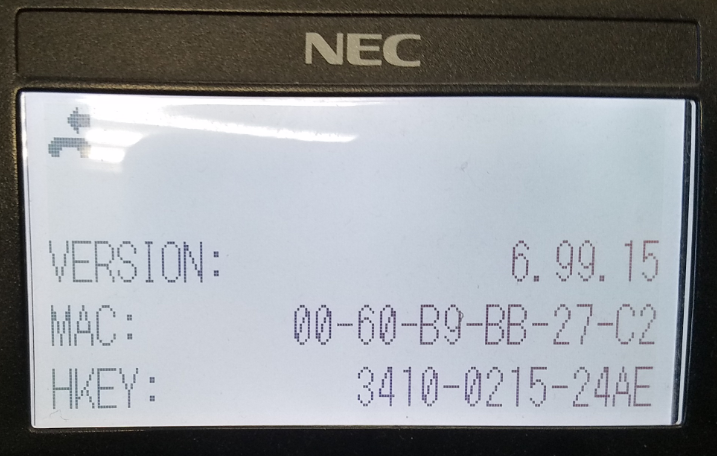 NEC
VERSION: 6.99.15
MAC: 00-60-B9-BB-27-C2
HKEY: 3410-0215-24AE